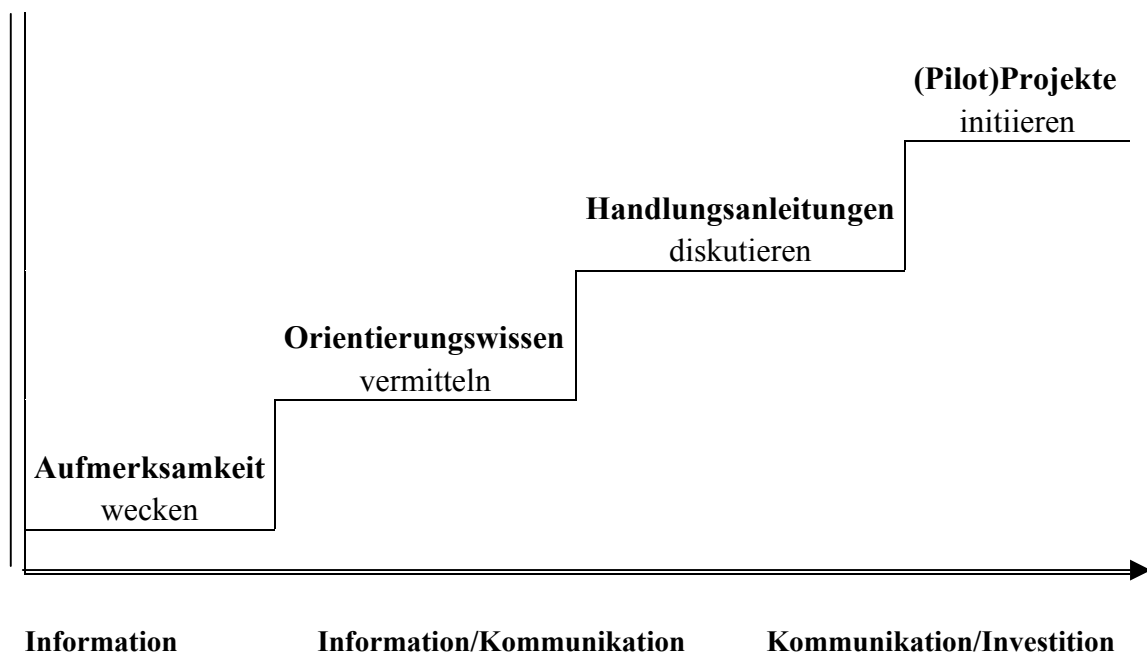 (Pilot)Projekte
initiieren
Handlungsanleitungen
diskutieren
Orientierungswissen
vermitteln
Aufmerksamkeit
wecken
Information Information/Kommunikation Kommunikation/Investition